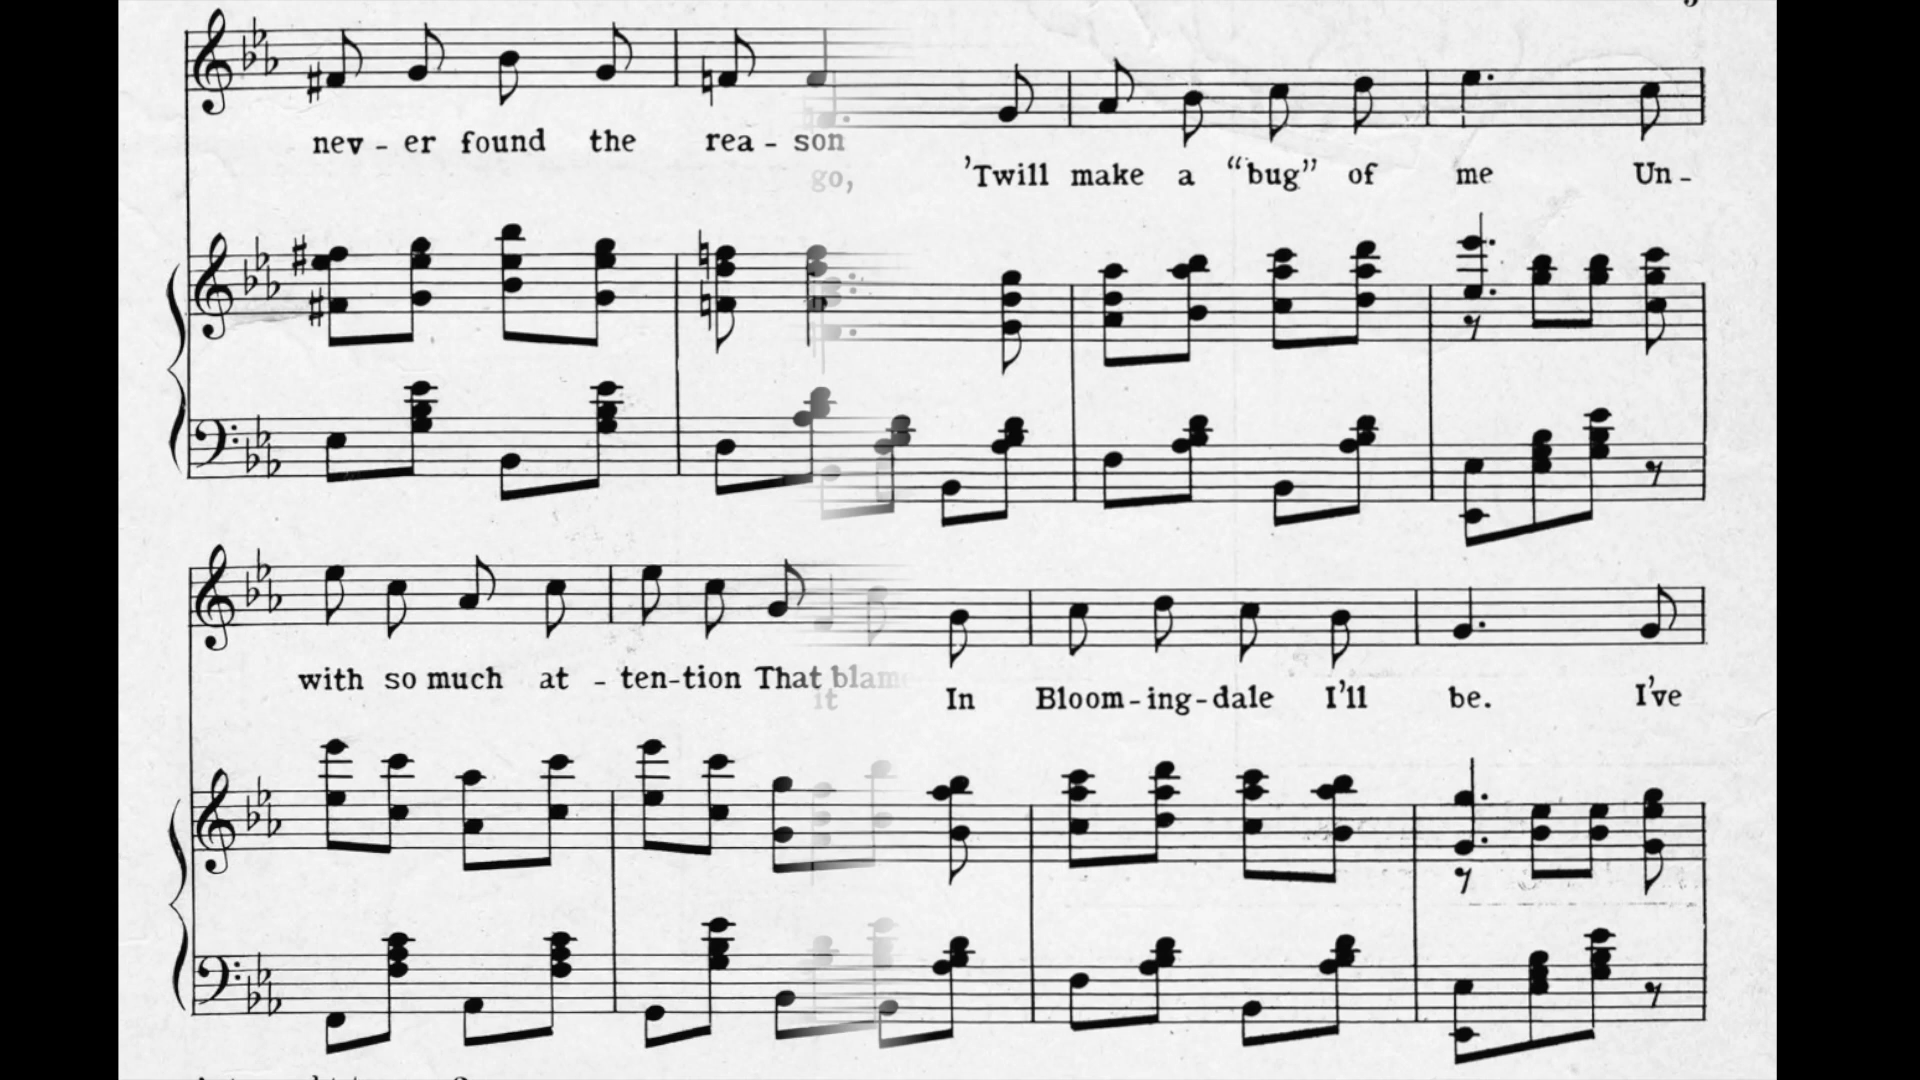 nev - er found the rea - son
go, 'Twill make a “bug” of me Un -
with so much at - ten - tion That blam
it In Bloom - ing - dale I'll be. I've